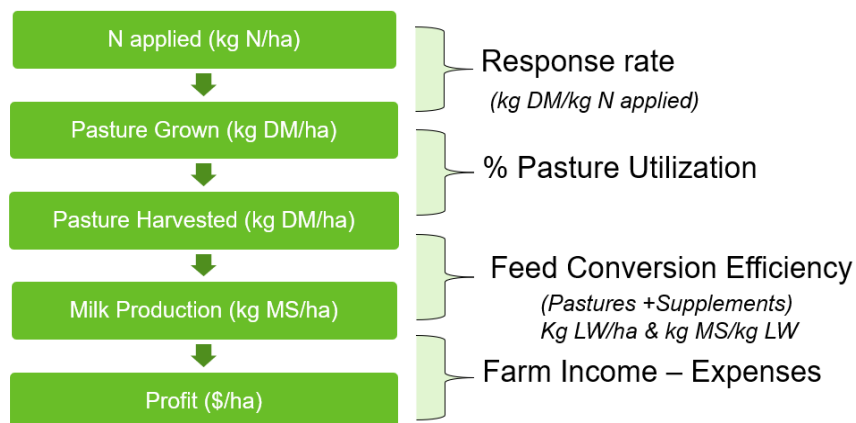 N applied (kg N/ha)
Response rate
(kg DM/kg N applied)
Pasture Grown (kg DM/ha)
% Pasture Utilization
Pasture Harvested (kg DM/ha)
Feed Conversion Efficiency
(Pastures +Supplements)
Milk Production (kg MS/ha)
Kg LW/ha & kg MS/kg LW
Farm Income – Expenses
Profit ($/ha)